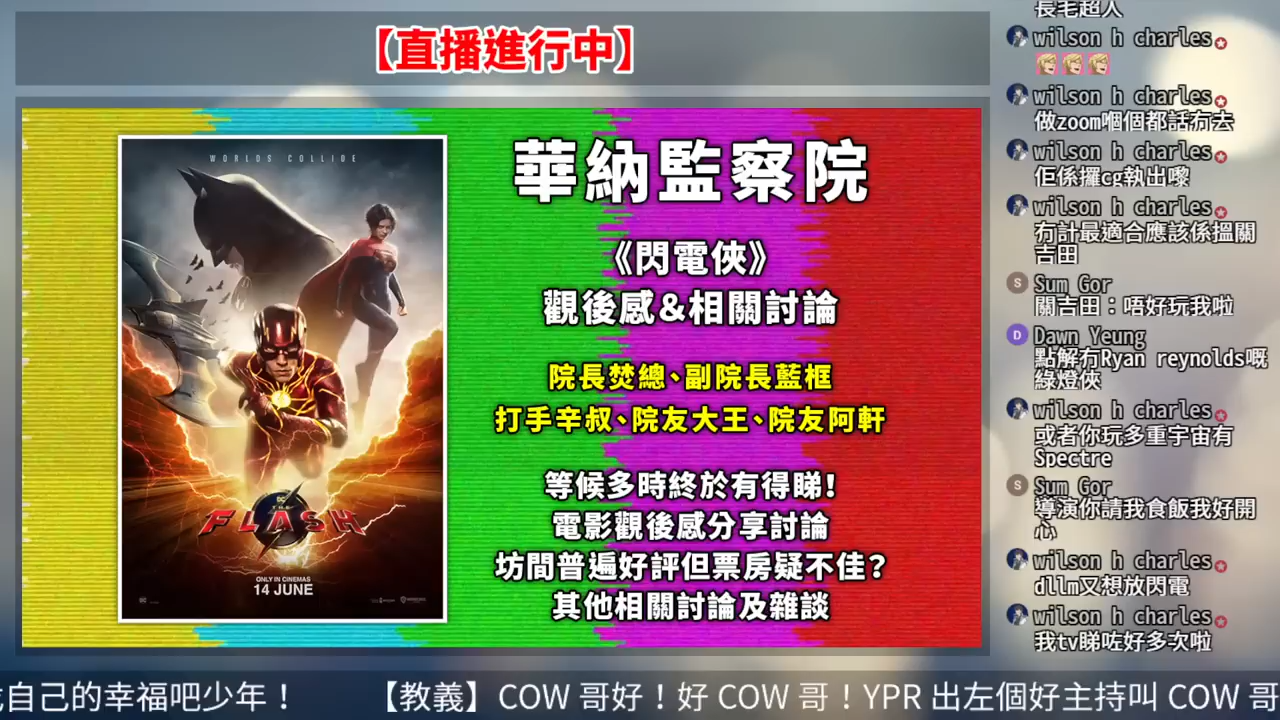 【直播進行中】
WORLDS COLLIDE
DC
THE
FLASH
ONLY IN CINEMAS
14 JUNE
華納監察院
《閃電俠》
觀後感&相關討論
院長焚總、副院長藍框
打手辛叔、院友大王、院友阿軒
等候多時終於有得睇!
電影觀後感分享討論
坊間普遍好評但票房疑不佳?
其他相關討論及雜談
長毛超人
wilson h charles
wilson h charles
做zoom嗰個都話冇去
wilson h charles
佢係攞cg執出嚟
wilson h charles
冇計最適合應該係搵關
吉田
S Sum Gor
關吉田：唔好玩我啦
D Dawn Yeung
點解冇Ryan reynolds嘅
綠燈俠
wilson h charles
或者你玩多重宇宙有
Spectre
S Sum Gor
導演你請我食飯我好開
心
wilson h charles
dllm又想放閃電
wilson h charles
我tv睇咗好多次啦
自己的幸福吧少年！ 【教義】COW 哥好！好 COW 哥！YPR 出左個好主持叫 COW 哥